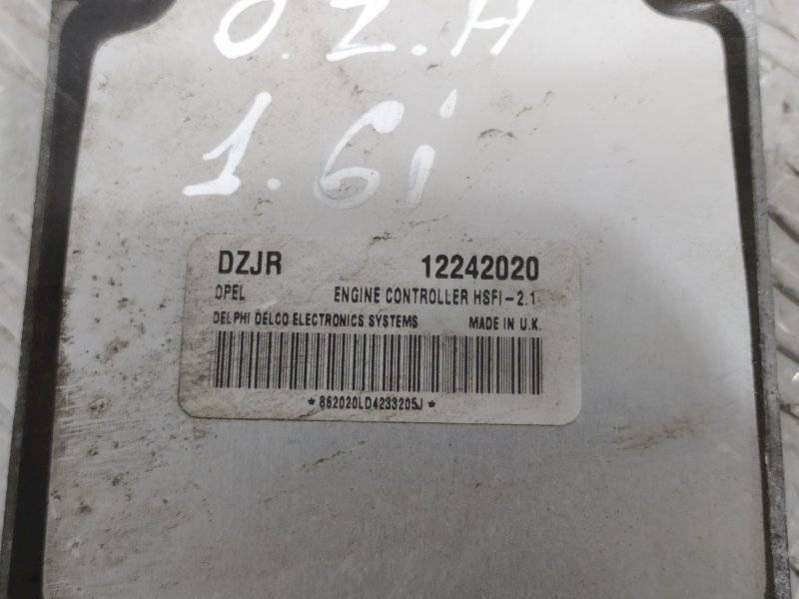 O.Z.A
1.6i
DZJR 12242020
OPEL ENGINE CONTROLLER HSFI-2.1
DELPHI DELCO ELECTRONICS SYSTEMS MADE IN U.K.
*862020LD4233205J*